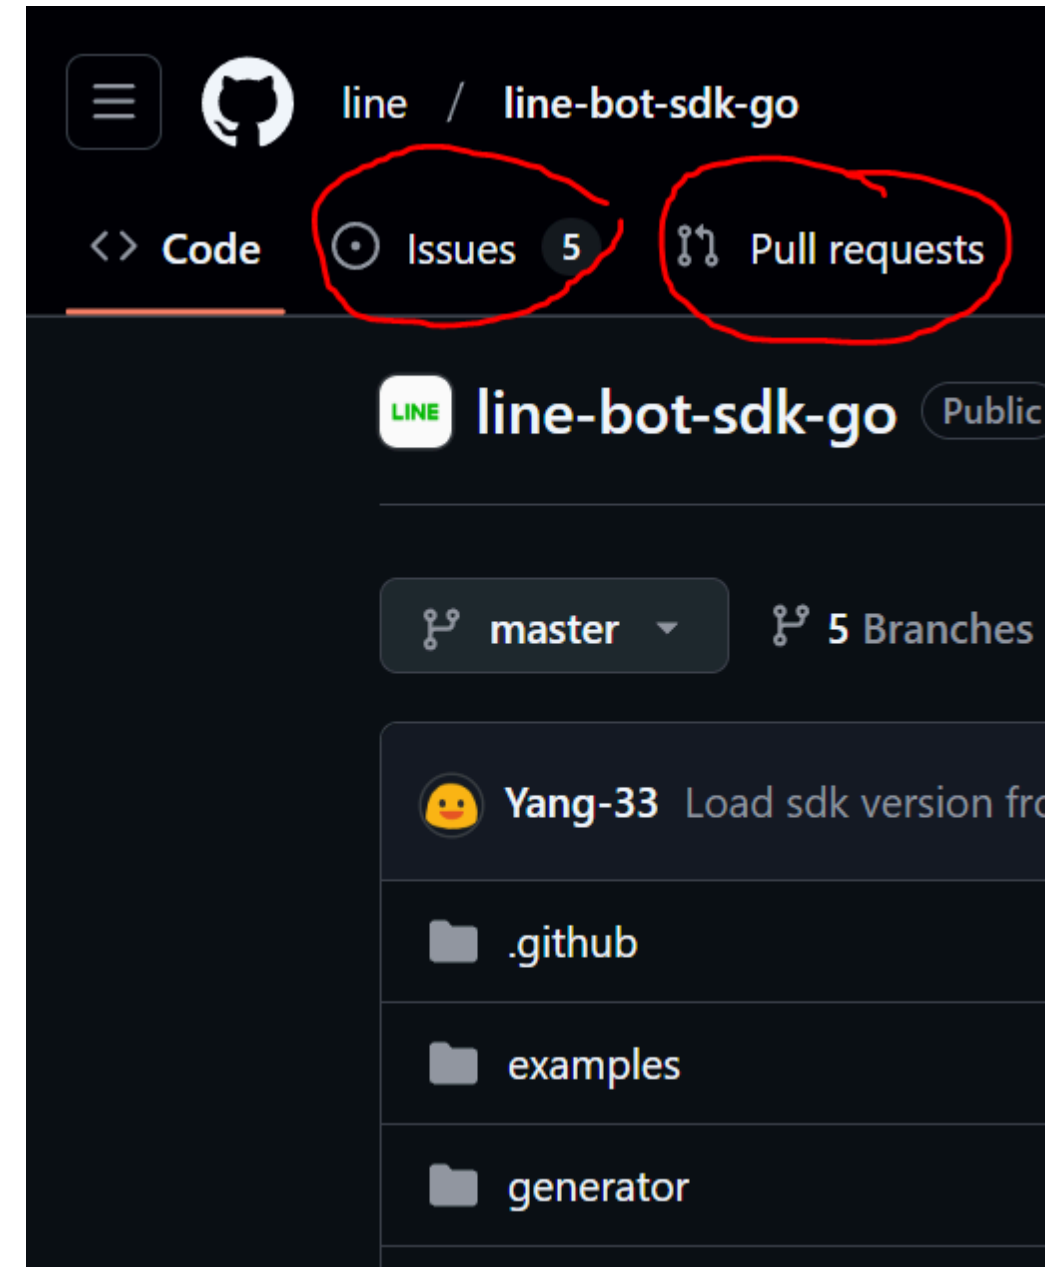 line / line-bot-sdk-go
Code Issues 5 Pull requests
LINE line-bot-sdk-go Public
master 5 Branches
Yang-33 Load sdk version
.github
examples
generator